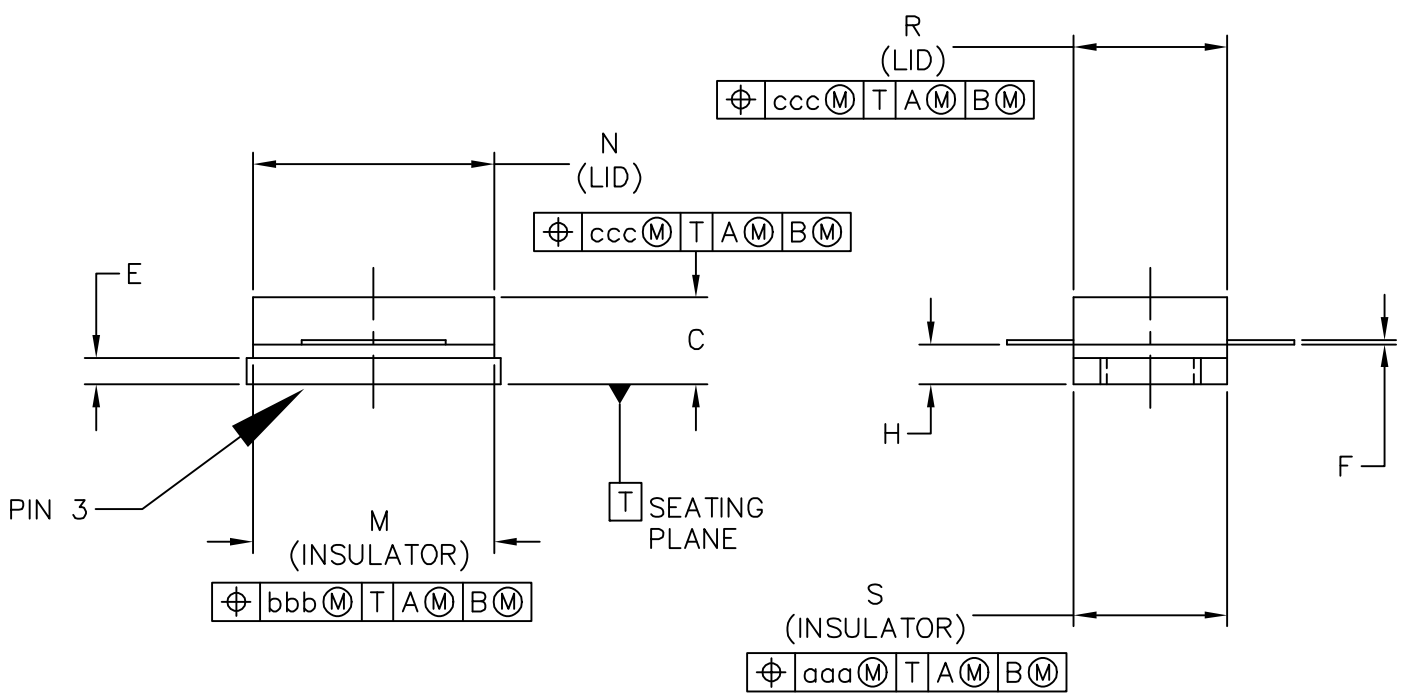 R
(LID)
⌖ ccc Ⓜ T A Ⓜ B Ⓜ
N
(LID)
⌖ ccc Ⓜ T A Ⓜ B Ⓜ
E
C
H
F
PIN 3
T SEATING
PLANE
M
(INSULATOR)
⌖ bbb Ⓜ T A Ⓜ B Ⓜ
S
(INSULATOR)
⌖ aaa Ⓜ T A Ⓜ B Ⓜ